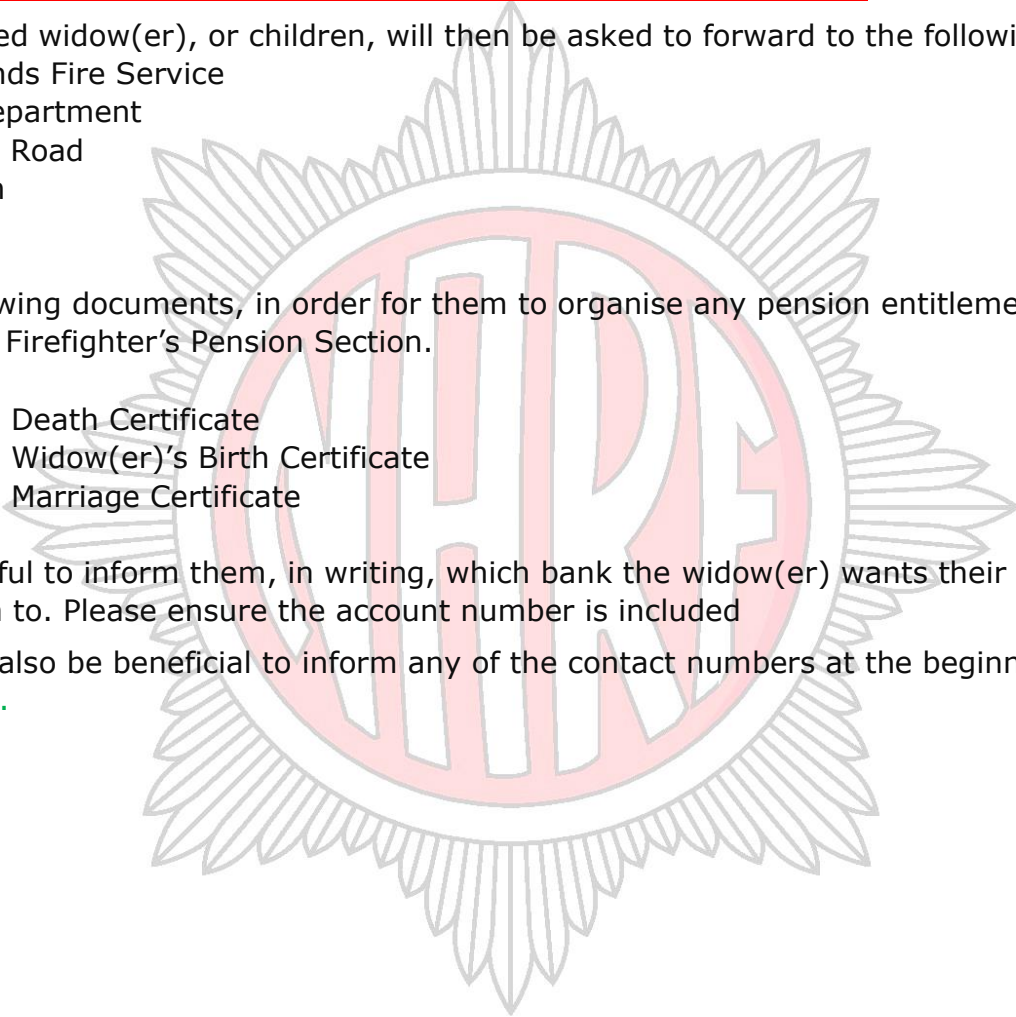 ed widow(er), or children, will then be asked to forward to the followi
nds Fire Service
epartment
Road
n
wing documents, in order for them to organise any pension entitleme
Firefighter’s Pension Section.
Death Certificate
Widow(er)’s Birth Certificate
Marriage Certificate
ful to inform them, in writing, which bank the widow(er) wants their
n to. Please ensure the account number is included
also be beneficial to inform any of the contact numbers at the beginn
.